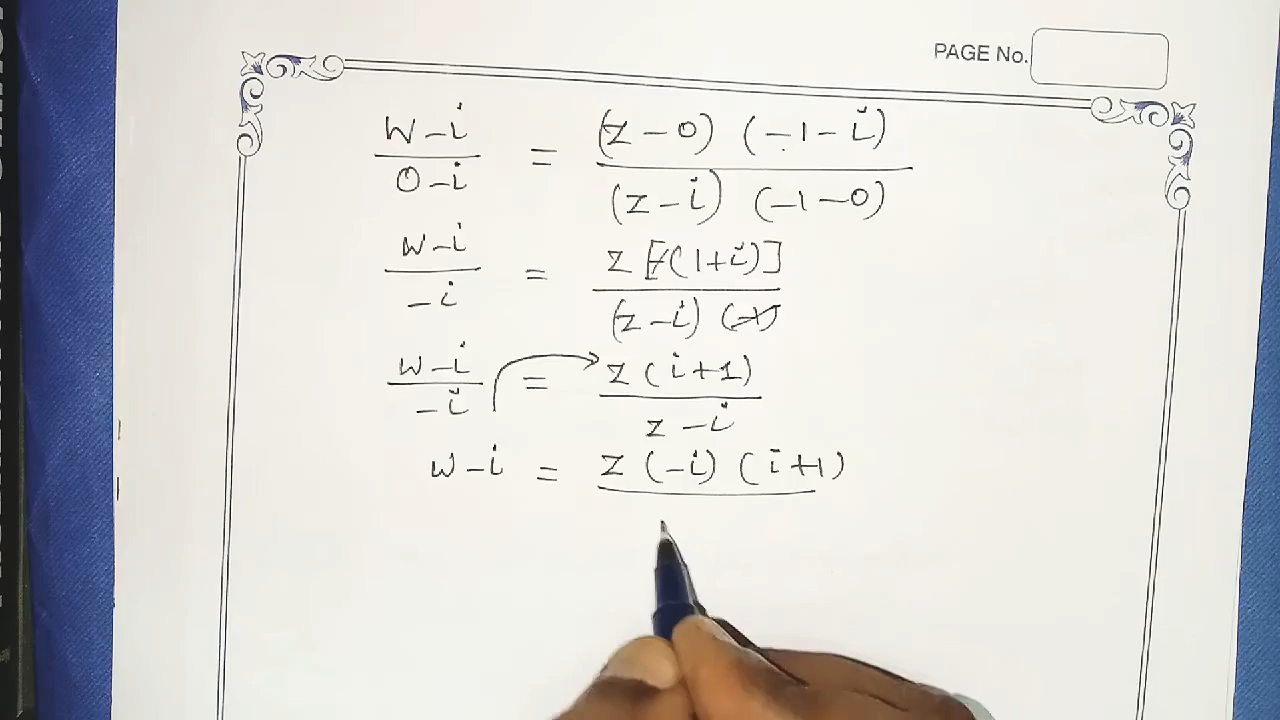 PAGE No.
(w-i)/(0-i) = ((z-0) (-1-i))/((z-i) (-1-0))
(w-i)/(-i) = (z [-(1+i)])/((z-i) (-1))
(w-i)/(-i) = (z (i+1))/(z-i)
w-i = z (-i) (i+1)